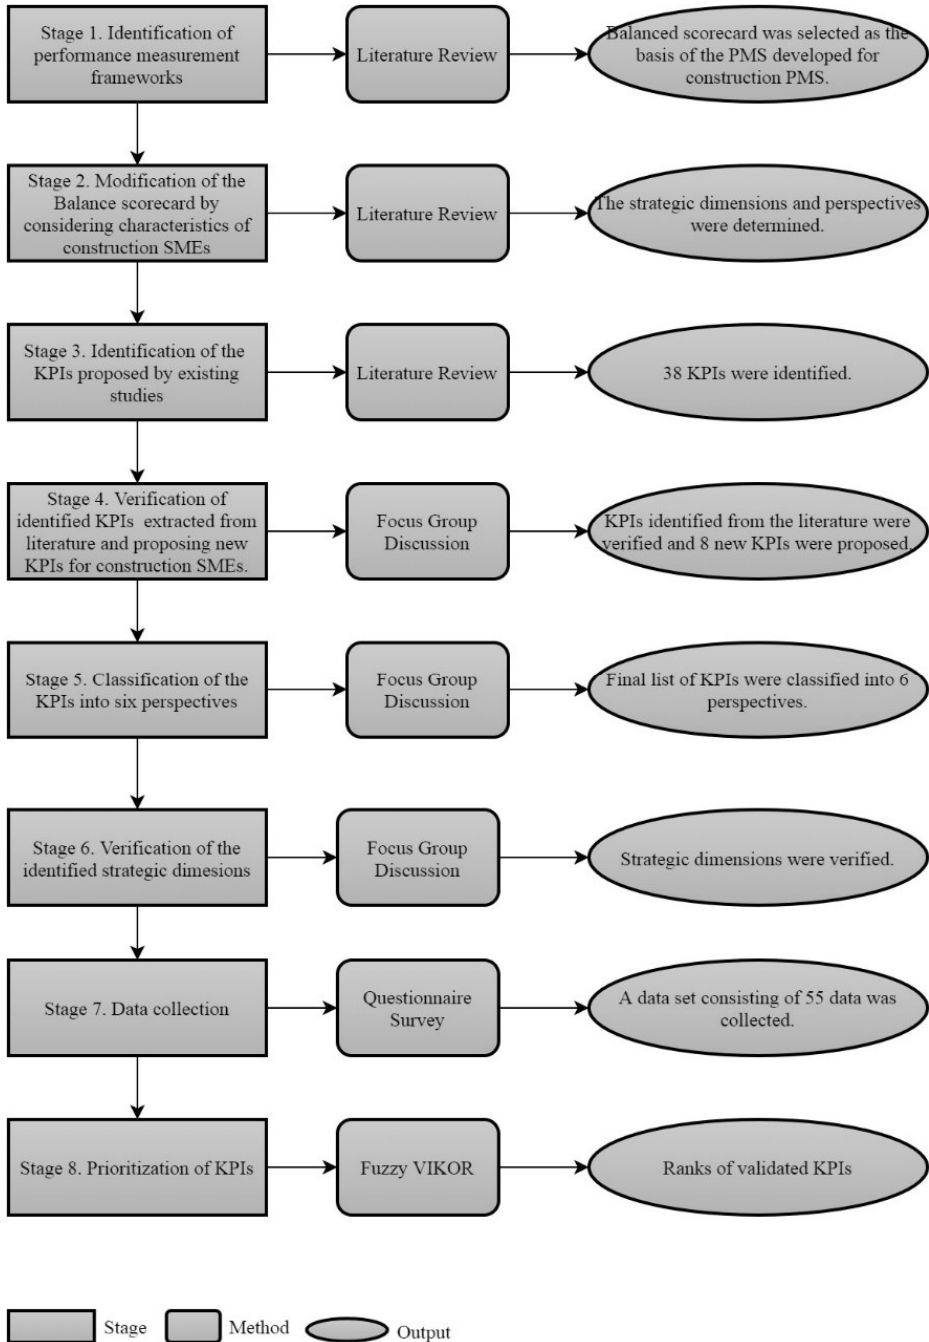 Stage 1. Identification of
performance measurement
frameworks
Literature Review
Balanced scorecard was selected as the
basis of the PMS developed for
construction PMS.
Stage 2. Modification of the
Balance scorecard by
considering characteristics of
construction SMEs
Literature Review
The strategic dimensions and perspectives
were determined.
Stage 3. Identification of the
KPIs proposed by existing
studies
Literature Review
38 KPIs were identified.
Stage 4. Verification of
identified KPIs extracted from
literature and proposing new
KPIs for construction SMEs.
Focus Group
Discussion
KPIs identified from the literature were
verified and 8 new KPIs were proposed.
Stage 5. Classification of the
KPIs into six perspectives
Focus Group
Discussion
Final list of KPIs were classified into 6
perspectives.
Stage 6. Verification of the
identified strategic dimesions
Focus Group
Discussion
Strategic dimensions were verified.
Stage 7. Data collection
Questionnaire
Survey
A data set consisting of 55 data was
collected.
Stage 8. Prioritization of KPIs
Fuzzy VIKOR
Ranks of validated KPIs
Stage
Method
Output